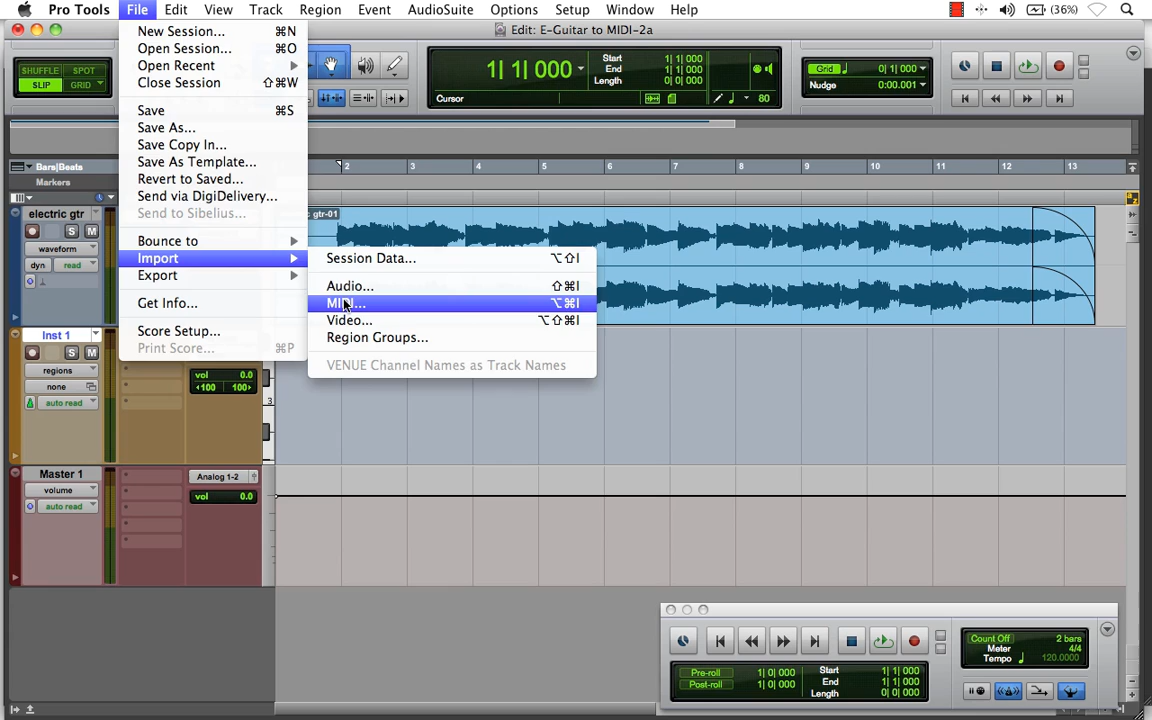 Pro Tools File Edit View Track Region Event AudioSuite Options Setup Window Help (36%)
Edit: E-Guitar to MIDI-2a
New Session... ⌘N
Open Session... ⌘O
Open Recent
Close Session ⇧⌘W
Save ⌘S
Save As...
Save Copy In...
Save As Template...
Revert to Saved...
Send via DigiDelivery...
Send to Sibelius...
Bounce to
Import
Export
Get Info...
Score Setup...
Print Score... ⌘P
Session Data... ⌥⇧I
Audio... ⇧⌘I
MIDI... ⌥⌘I
Video... ⌥⇧⌘I
Region Groups...
VENUE Channel Names as Track Names
SHUFFLE SPOT
SLIP GRID
1| 1| 000
Start 1| 1| 000
End 1| 1| 000
Length 0| 0| 000
Cursor 80
Grid 0| 1| 000
Nudge 0:00.001
Bars|Beats 2 3 4 5 6 7 8 9 10 11 12 13
Markers
electric gtr
waveform
dyn read
gtr-01
Inst 1
S M
regions
none
auto read
vol 0.0
‹100 100›
3
Master 1
volume
auto read
Analog 1-2
vol 0.0
Pre-roll 1| 0| 000
Post-roll 1| 0| 000
Start 1| 1| 000
End 1| 1| 000
Length 0| 0| 000
Count Off 2 bars
Meter 4/4
Tempo 120.0000